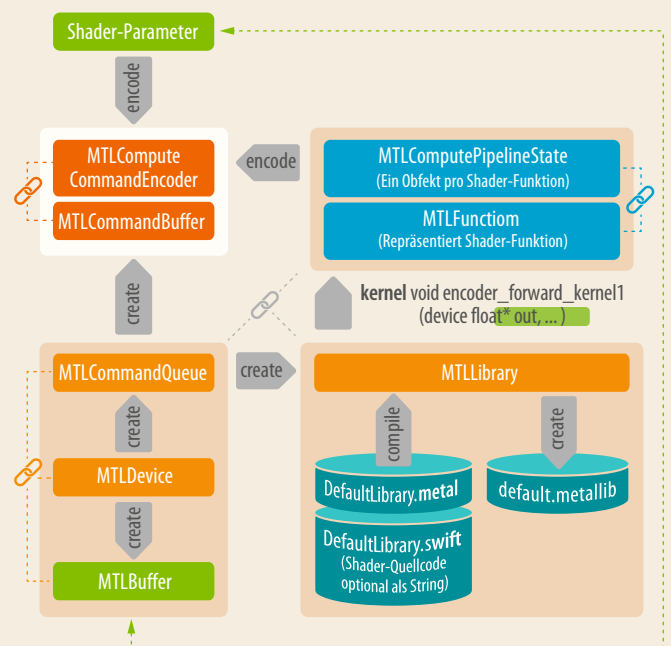 Shader-Parameter
encode
MTLCompute
CommandEncoder
MTLCommandBuffer
encode
MTLComputePipelineState
(Ein Obfekt pro Shader-Funktion)
MTLFunctiom
(Repräsentiert Shader-Funktion)
create
kernel void encoder_forward_kernel1
(device float* out, ... )
MTLCommandQueue
create
MTLLibrary
create
compile
create
MTLDevice
DefaultLibrary.metal
default.metallib
create
DefaultLibrary.swift
(Shader-Quellcode
optional als String)
MTLBuffer